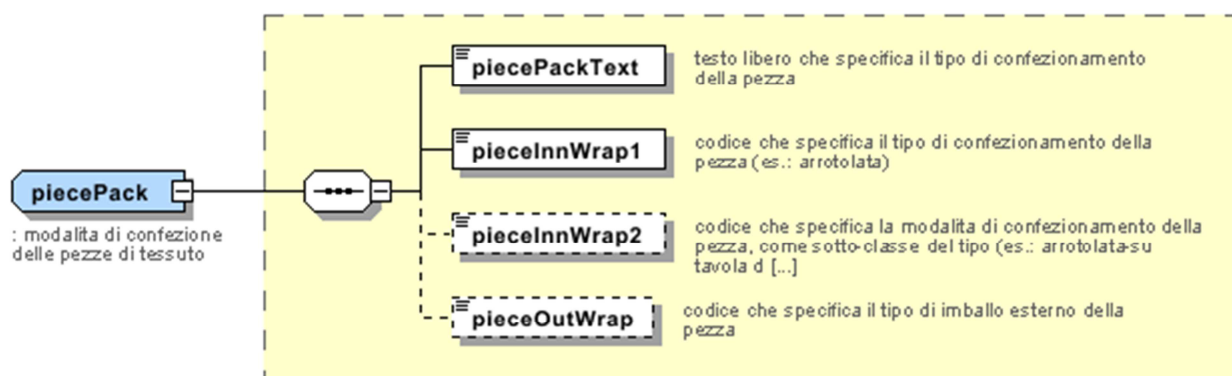 piecePackText
testo libero che specifica il tipo di confezionamento
della pezza
pieceInnWrap1
codice che specifica il tipo di confezionamento della
pezza (es.: arrotolata)
piecePack
: modalita di confezione
delle pezze di tessuto
pieceInnWrap2
codice che specifica la modalita di confezionamento della
pezza, come sotto-classe del tipo (es.: arrotolata-su
tavola d [...]
pieceOutWrap
codice che specifica il tipo di imballo esterno della
pezza